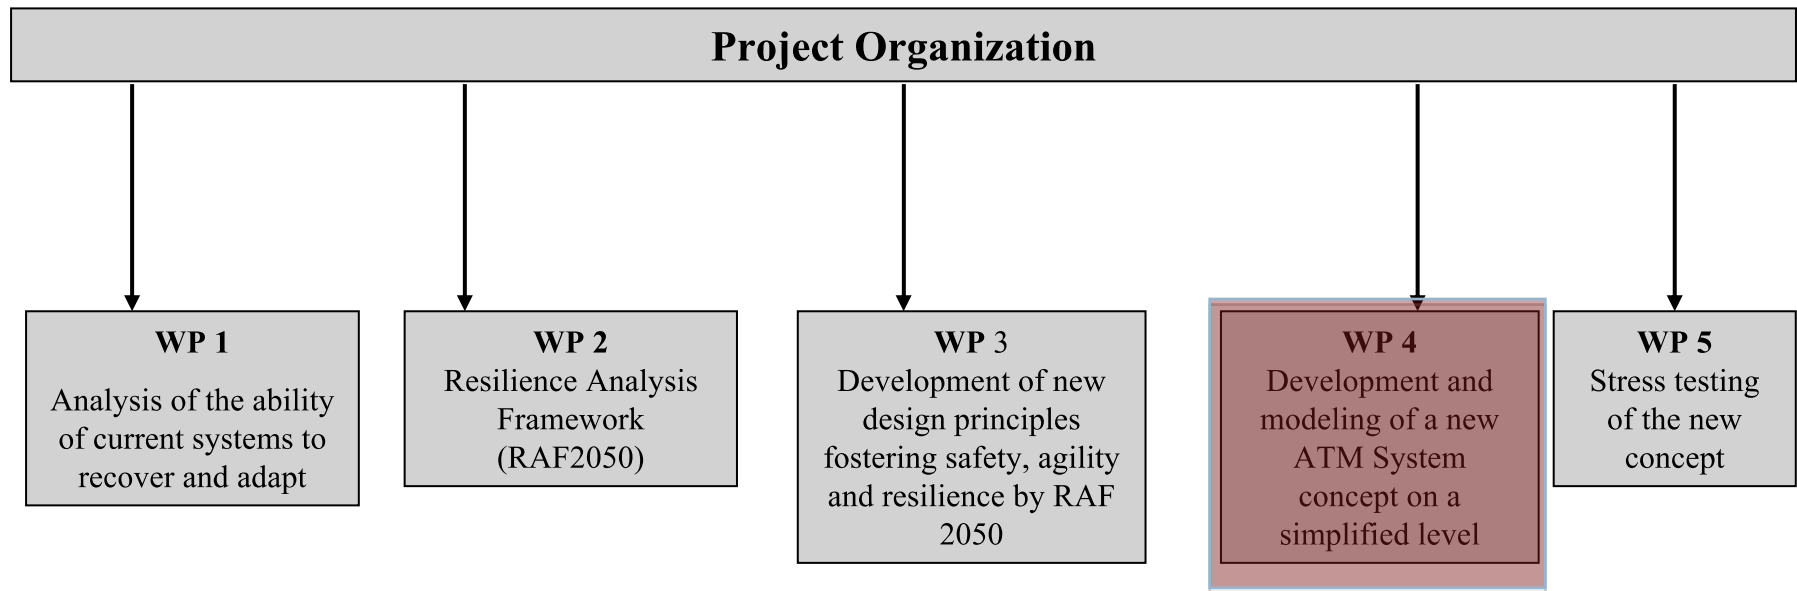 Project Organization
WP 1
Analysis of the ability
of current systems to
recover and adapt
WP 2
Resilience Analysis
Framework
(RAF2050)
WP 3
Development of new
design principles
fostering safety, agility
and resilience by RAF
2050
WP 4
Development and
modeling of a new
ATM System
concept on a
simplified level
WP 5
Stress testing
of the new
concept